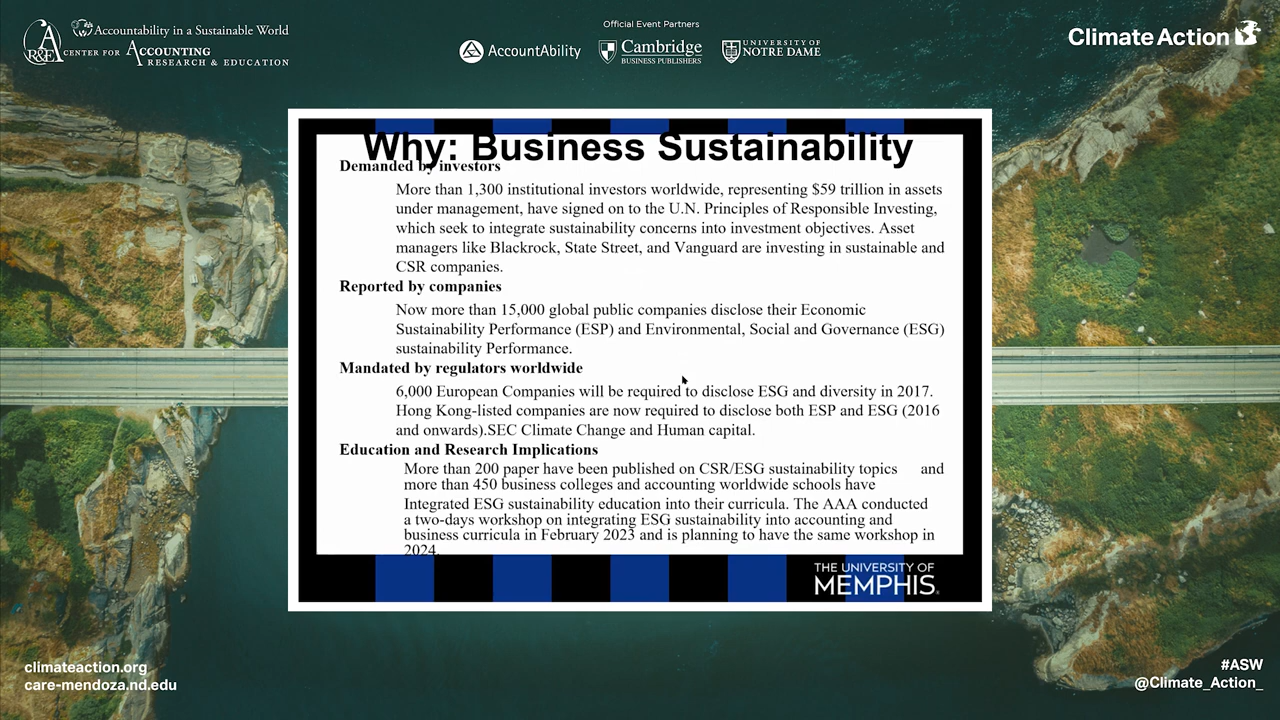 Accountability in a Sustainable World
CARE
CENTER FOR ACCOUNTING
RESEARCH & EDUCATION
Official Event Partners
AccountAbility
Cambridge
BUSINESS PUBLISHERS
UNIVERSITY OF
NOTRE DAME
Climate Action
Why: Business Sustainability
Demanded by investors
More than 1,300 institutional investors worldwide, representing $59 trillion in assets
under management, have signed on to the U.N. Principles of Responsible Investing,
which seek to integrate sustainability concerns into investment objectives. Asset
managers like Blackrock, State Street, and Vanguard are investing in sustainable and
CSR companies.
Reported by companies
Now more than 15,000 global public companies disclose their Economic
Sustainability Performance (ESP) and Environmental, Social and Governance (ESG)
sustainability Performance.
Mandated by regulators worldwide
6,000 European Companies will be required to disclose ESG and diversity in 2017.
Hong Kong-listed companies are now required to disclose both ESP and ESG (2016
and onwards).SEC Climate Change and Human capital.
Education and Research Implications
More than 200 paper have been published on CSR/ESG sustainability topics and
more than 450 business colleges and accounting worldwide schools have
Integrated ESG sustainability education into their curricula. The AAA conducted
a two-days workshop on integrating ESG sustainability into accounting and
business curricula in February 2023 and is planning to have the same workshop in
2024.
THE UNIVERSITY OF
MEMPHIS
climateaction.org
care-mendoza.nd.edu
#ASW
@Climate_Action_